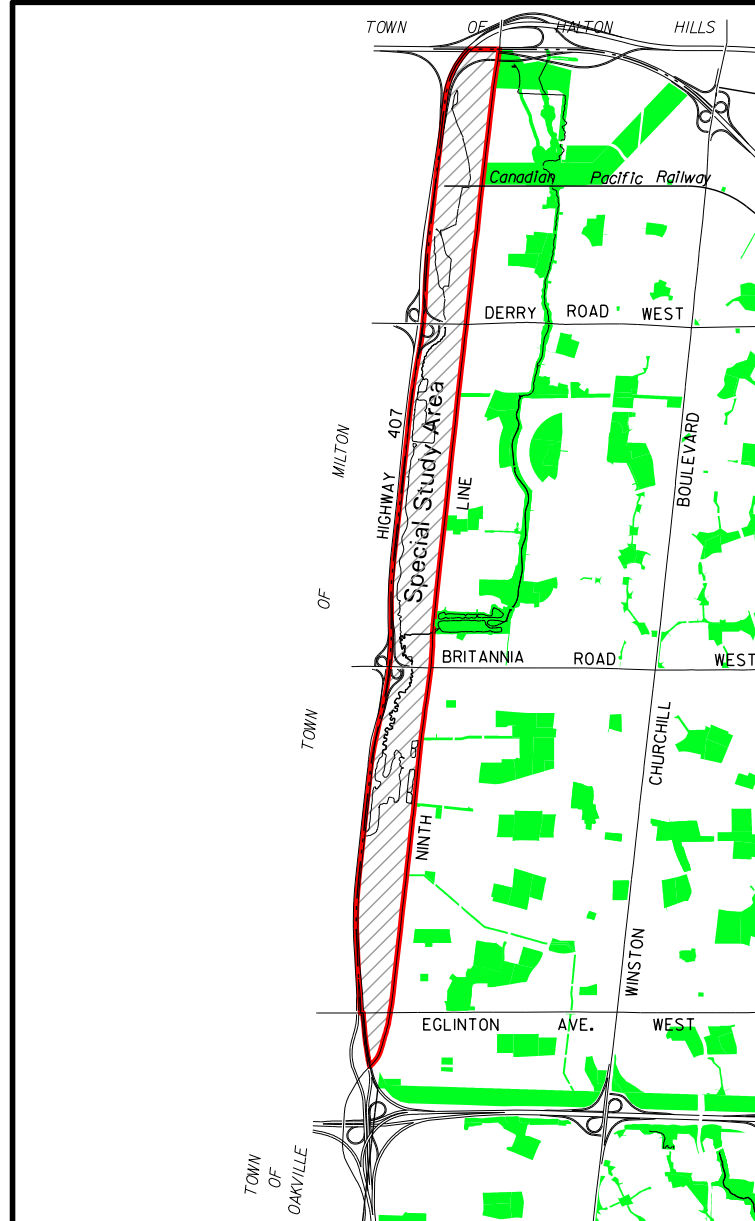 TOWN OF HALTON HILLS
Canadian Pacific Railway
DERRY ROAD WEST
MILTON
HIGHWAY 407
Special Study Area
LINE
BOULEVARD
OF
BRITANNIA ROAD WEST
TOWN
CHURCHILL
NINTH
WINSTON
EGLINTON AVE. WEST
TOWN
OF
OAKVILLE